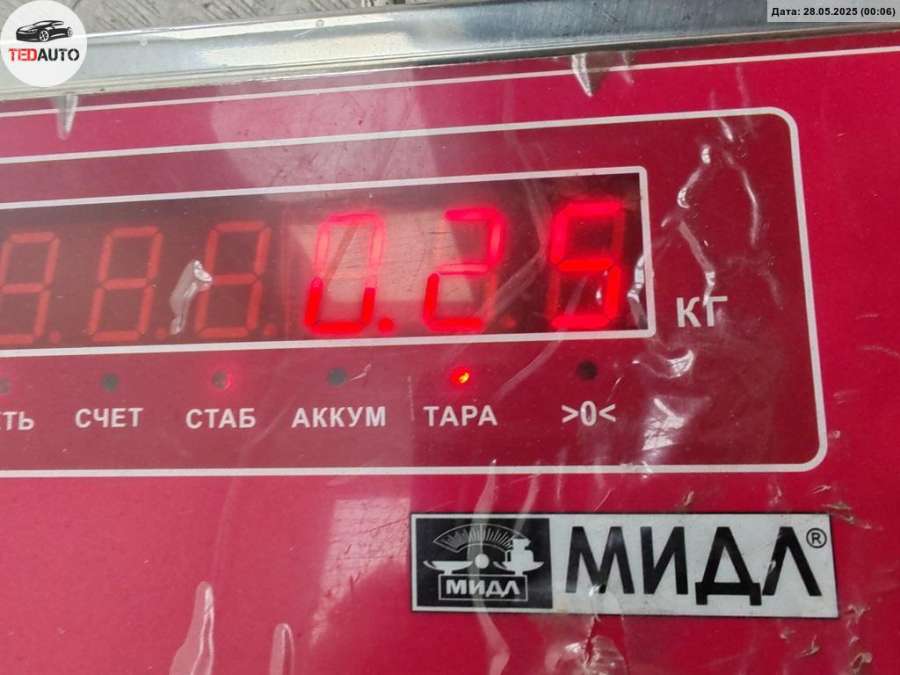 Дата: 28.05.2025 (00:06)
TEDAUTO
0.25
КГ
СЧЕТ СТАБ АККУМ ТАРА >0<
МИДЛ МИДЛ®